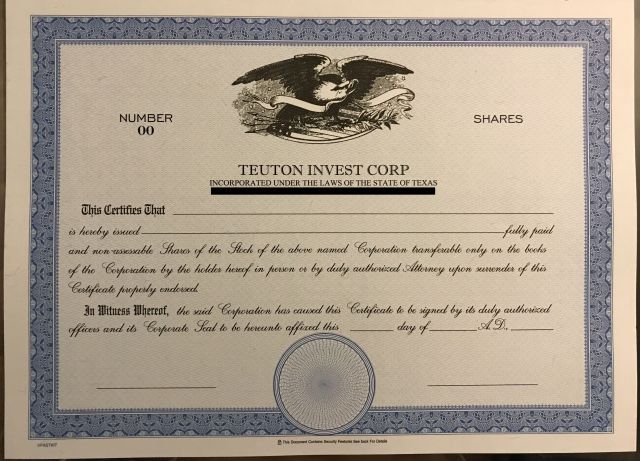 NUMBER
00
SHARES
TEUTON INVEST CORP
INCORPORATED UNDER THE LAWS OF THE STATE OF TEXAS
This Certifies That
is hereby issued fully paid
and non-assessable Shares of the Stock of the above named Corporation transferable only on the books
of the Corporation by the holder hereof in person or by duly authorized Attorney upon surrender of this
Certificate properly endorsed.
In Witness Whereof, the said Corporation has caused this Certificate to be signed by its duly authorized
officers and its Corporate Seal to be hereunto affixed this day of A.D.,
This Document Contains Security Features See back For Details